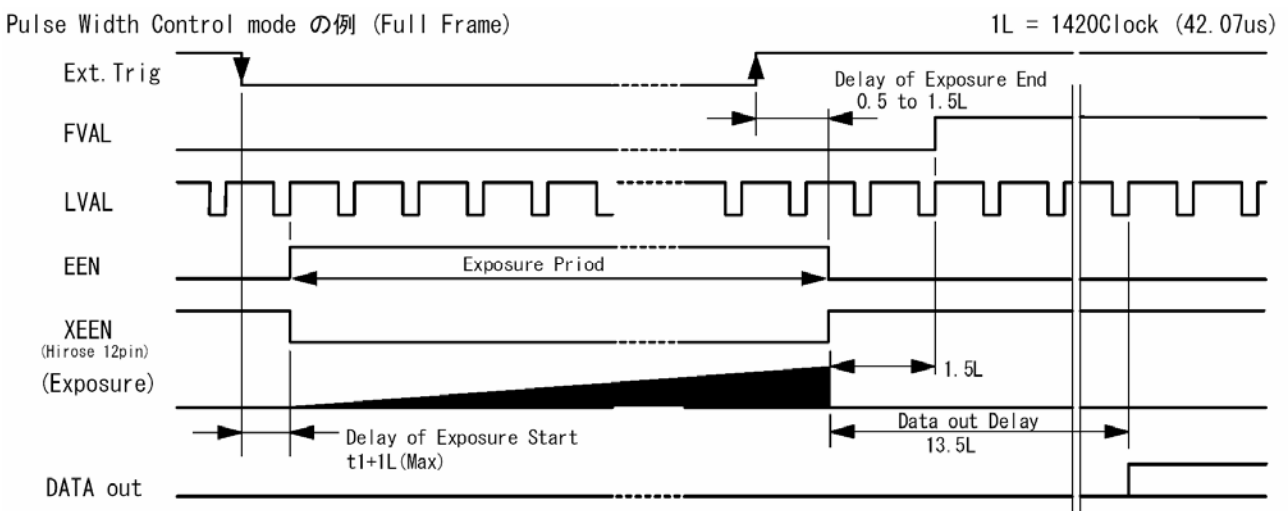 Pulse Width Control mode の例 (Full Frame)
1L = 1420Clock (42.07us)
Ext.Trig
Delay of Exposure End
0.5 to 1.5L
FVAL
LVAL
EEN
Exposure Priod
XEEN
(Hirose 12pin)
(Exposure)
1.5L
Delay of Exposure Start
t1+1L(Max)
Data out Delay
13.5L
DATA out